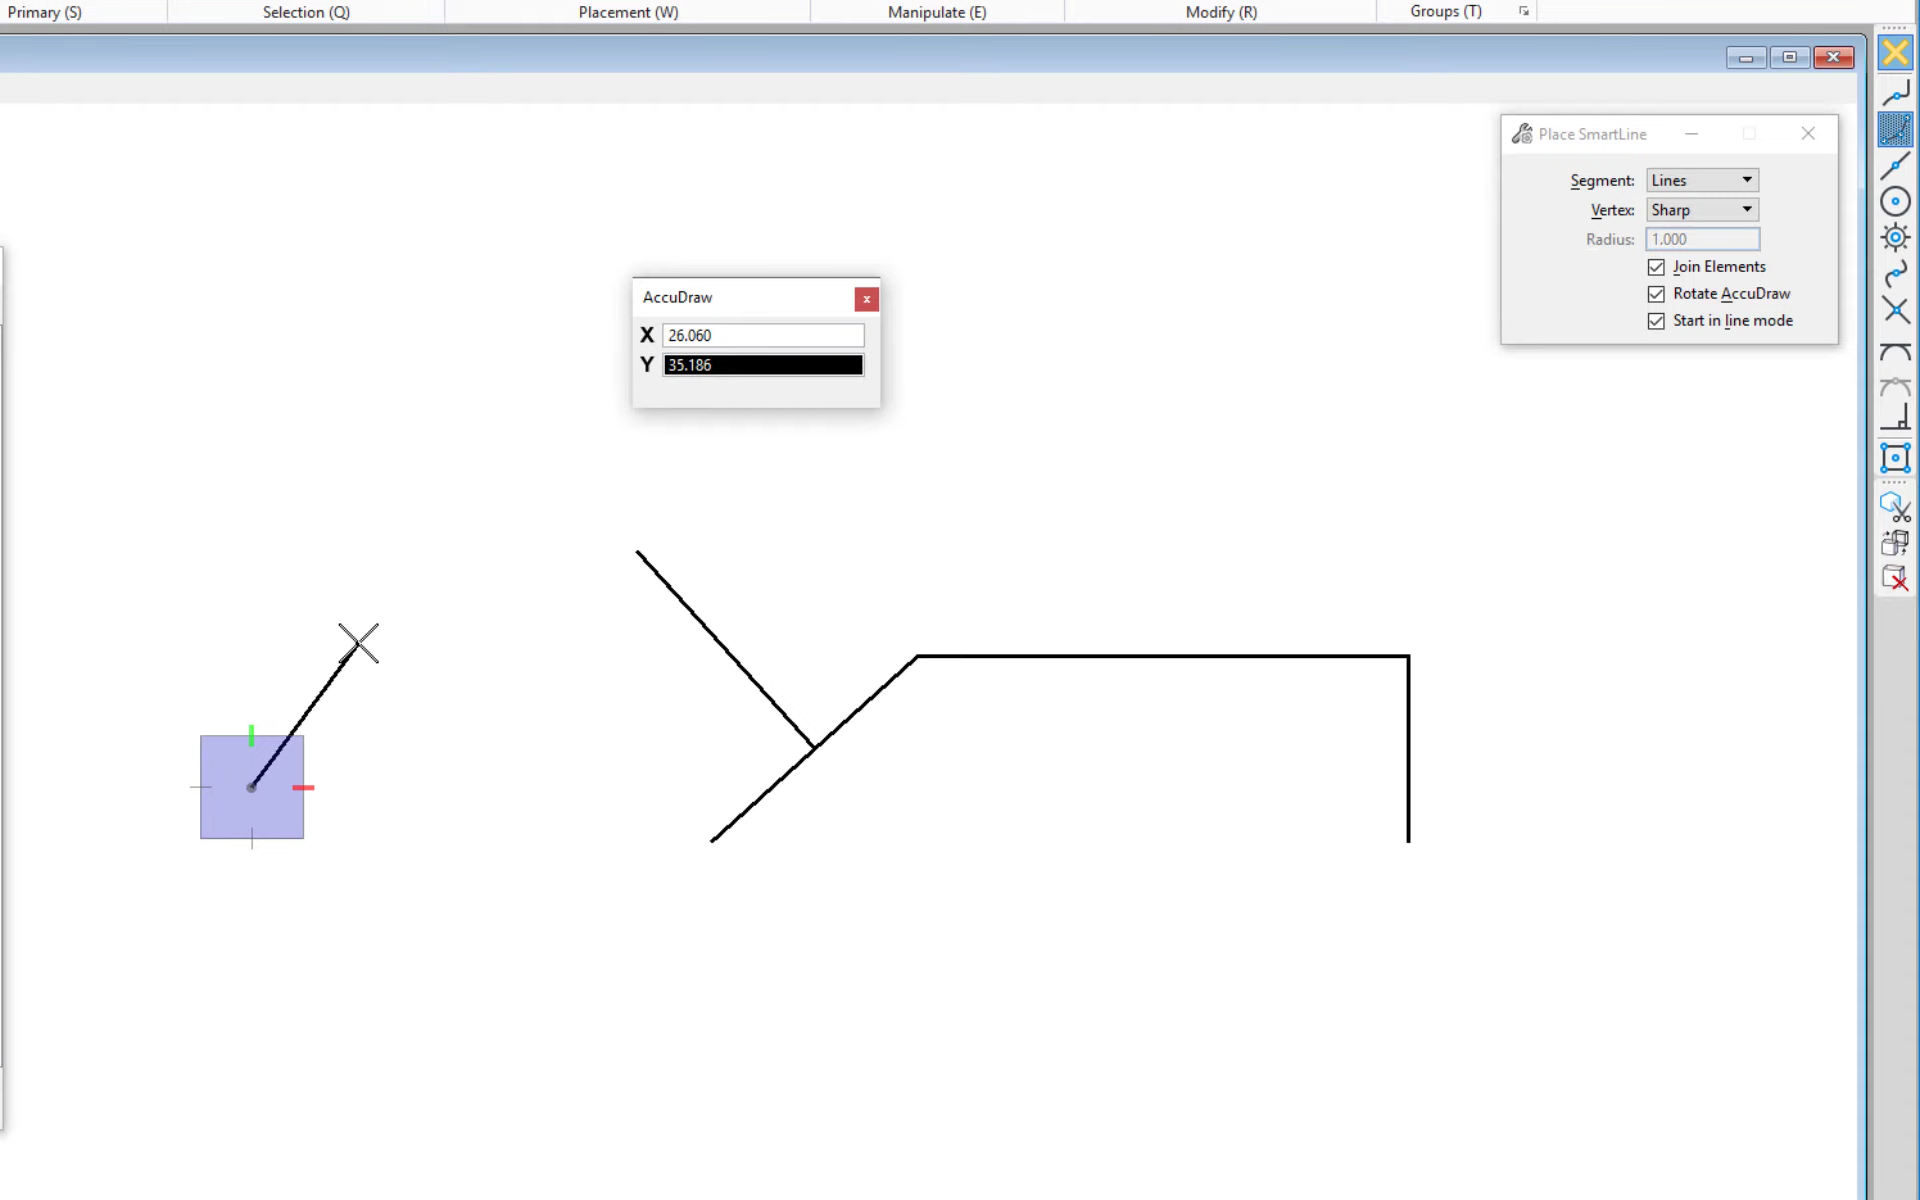 Primary (S)
Selection (Q)
Placement (W)
Manipulate (E)
Modify (R)
Groups (T)
Place SmartLine
Segment: Lines
Vertex: Sharp
Radius: 1.000
Join Elements
Rotate AccuDraw
Start in line mode
AccuDraw
X 26.060
Y 35.186